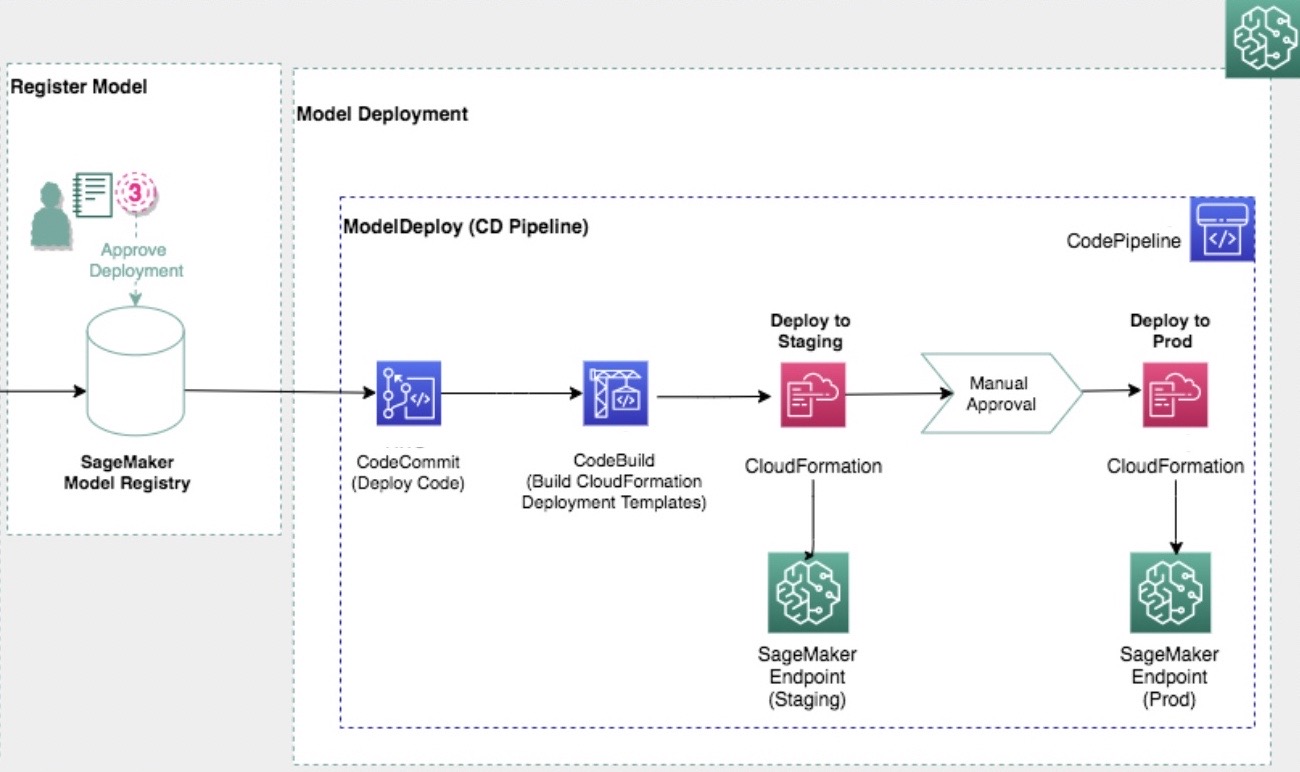 Register Model
Model Deployment
3
Approve
Deployment
SageMaker
Model Registry
ModelDeploy (CD Pipeline)
CodePipeline
CodeCommit
(Deploy Code)
CodeBuild
(Build CloudFormation
Deployment Templates)
Deploy to
Staging
CloudFormation
SageMaker
Endpoint
(Staging)
Manual
Approval
Deploy to
Prod
CloudFormation
SageMaker
Endpoint
(Prod)